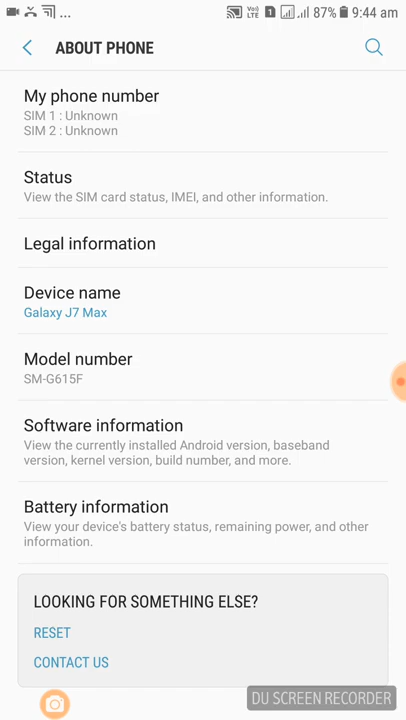 ... Vo) LTE 1 87% 9:44 am
ABOUT PHONE
My phone number
SIM 1 : Unknown
SIM 2 : Unknown
Status
View the SIM card status, IMEI, and other information.
Legal information
Device name
Galaxy J7 Max
Model number
SM-G615F
Software information
View the currently installed Android version, baseband
version, kernel version, build number, and more.
Battery information
View your device's battery status, remaining power, and other
information.
LOOKING FOR SOMETHING ELSE?
RESET
CONTACT US
DU SCREEN RECORDER